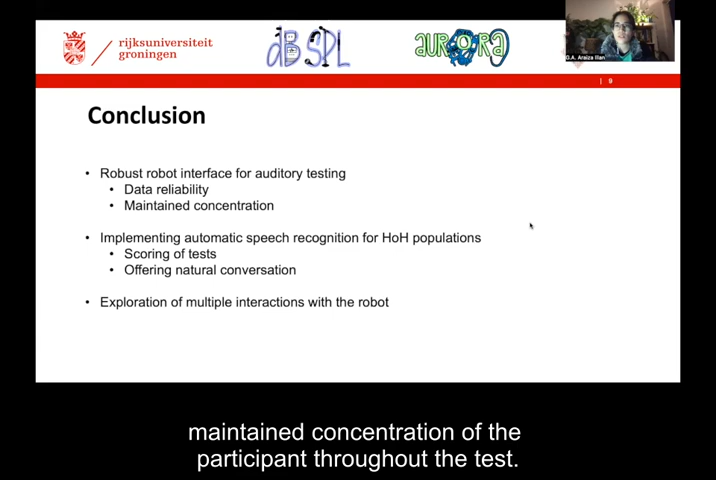 rijksuniversiteit
groningen
dB SPL
AURORA
| 9
G.A. Araiza Illan
Conclusion
• Robust robot interface for auditory testing
• Data reliability
• Maintained concentration
• Implementing automatic speech recognition for HoH populations
• Scoring of tests
• Offering natural conversation
• Exploration of multiple interactions with the robot
maintained concentration of the
participant throughout the test.